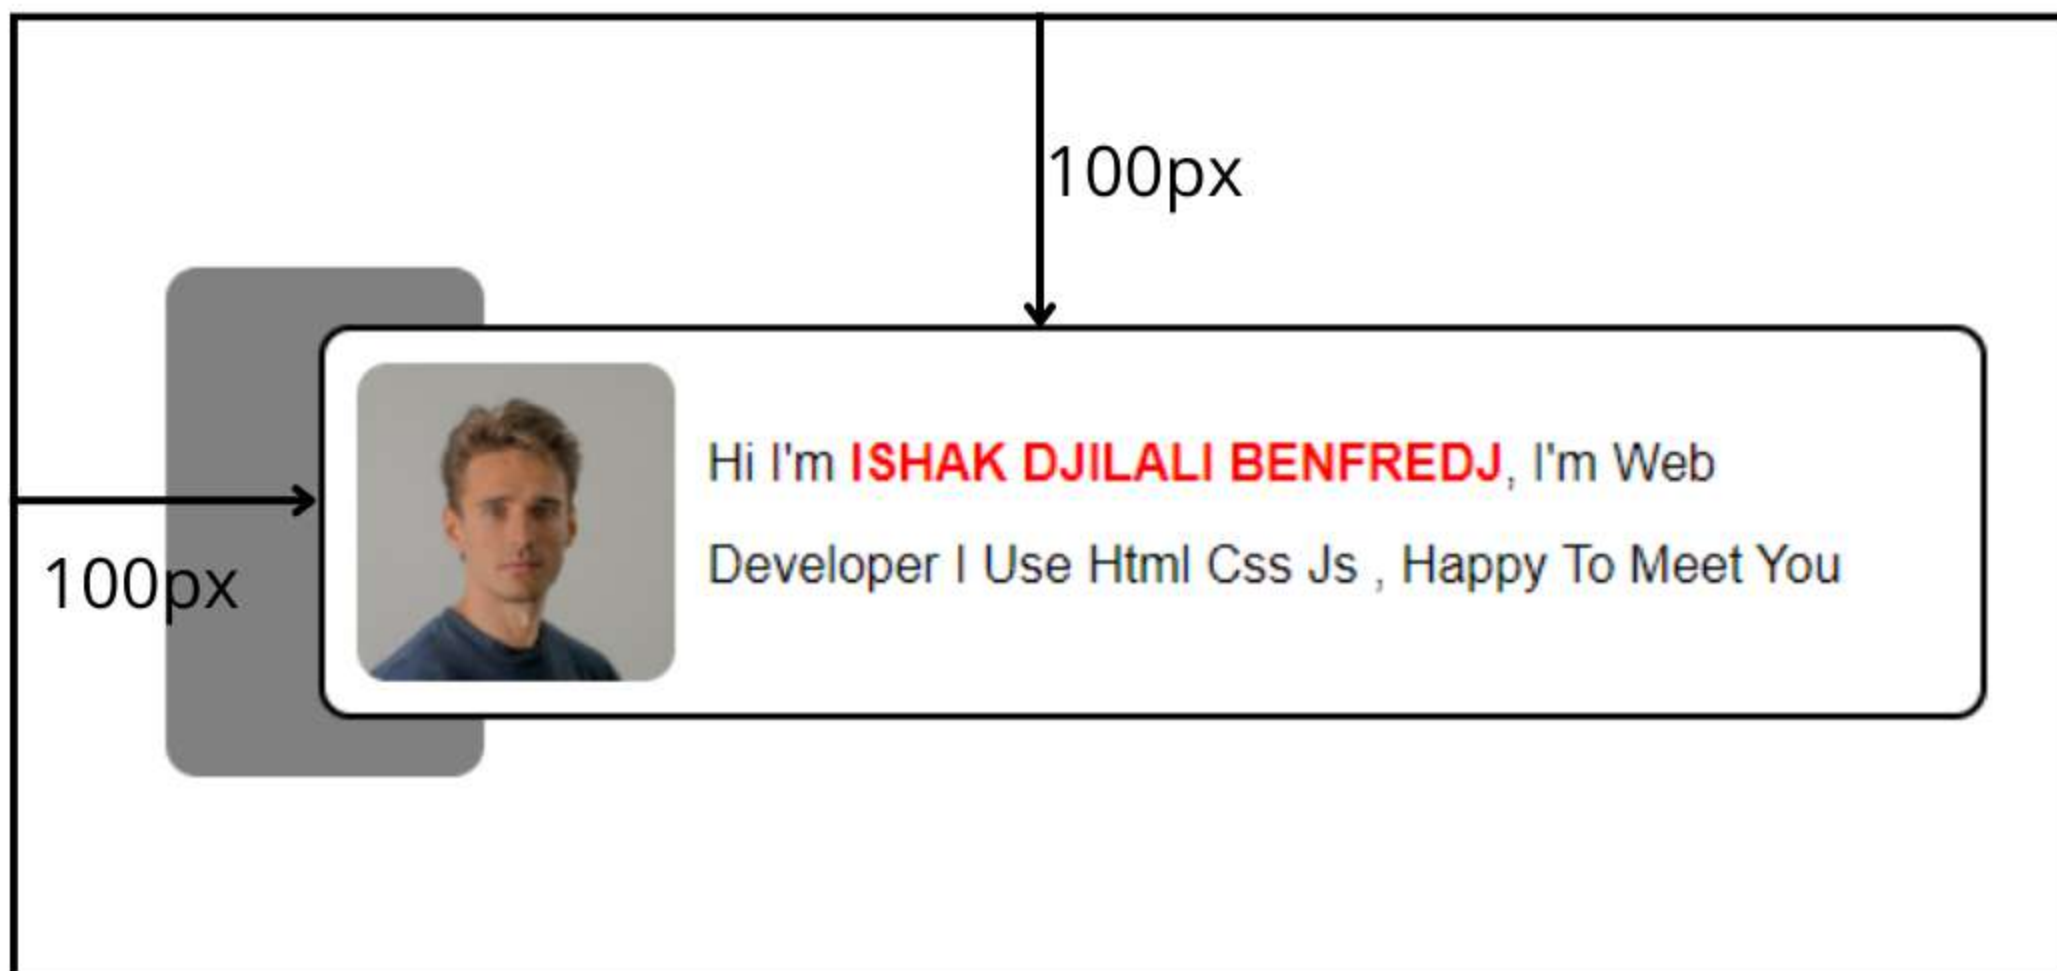 100px
Hi I'm ISHAK DJILALI BENFREDJ, I'm Web
Developer I Use Html Css Js , Happy To Meet You
100px